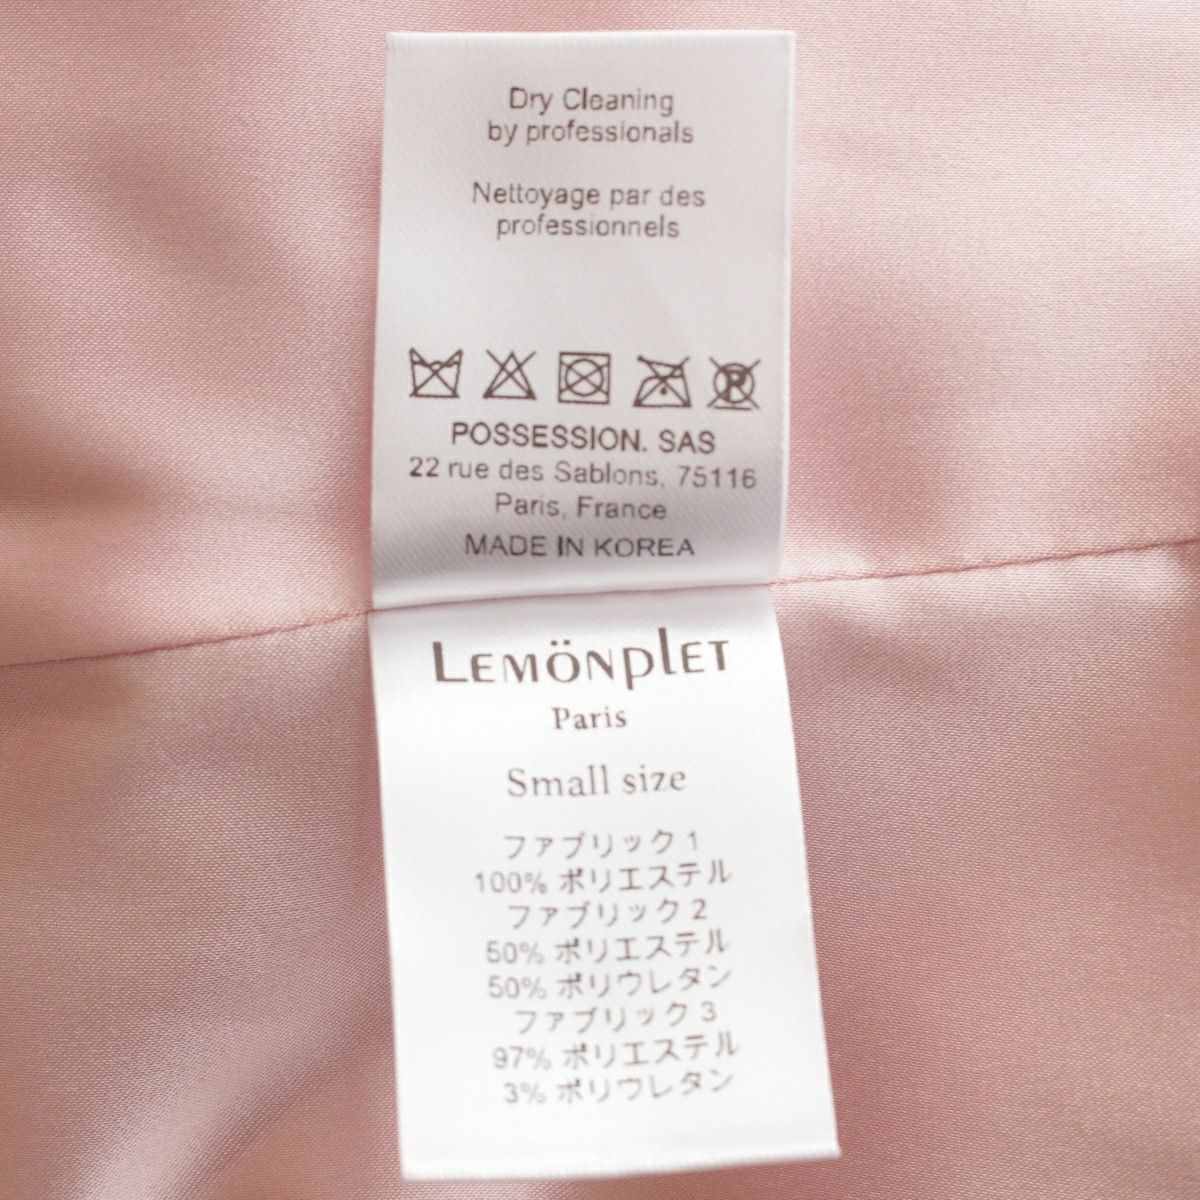 Dry Cleaning
by professionals
Nettoyage par des
professionnels
POSSESSION. SAS
22 rue des Sablons, 75116
Paris, France
MADE IN KOREA
LEMÖNPLET
Paris
Small size
ファブリック 1
100% ポリエステル
ファブリック 2
50% ポリエステル
50% ポリウレタン
ファブリック 3
97% ポリエステル
3% ポリウレタン